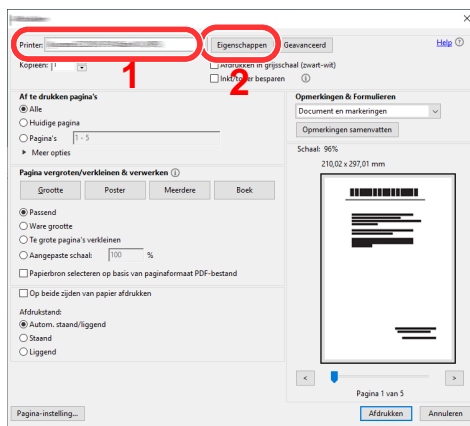 Printer:
Eigenschappen
Geavanceerd
Help
1
2
Kopieën: 1
Afdrukken in grijsschaal (zwart-wit)
Inkt/toner besparen
Af te drukken pagina's
Alle
Huidige pagina
Pagina's 1 - 5
Meer opties
Pagina vergroten/verkleinen & verwerken
Grootte Poster Meerdere Boek
Passend
Ware grootte
Te grote pagina's verkleinen
Aangepaste schaal: 100 %
Papierbron selecteren op basis van paginaformaat PDF-bestand
Op beide zijden van papier afdrukken
Afdrukstand:
Autom. staand/liggend
Staand
Liggend
Opmerkingen & Formulieren
Document en markeringen
Opmerkingen samenvatten
Schaal: 96%
210,02 x 297,01 mm
< >
Pagina 1 van 5
Pagina-instelling... Afdrukken Annuleren